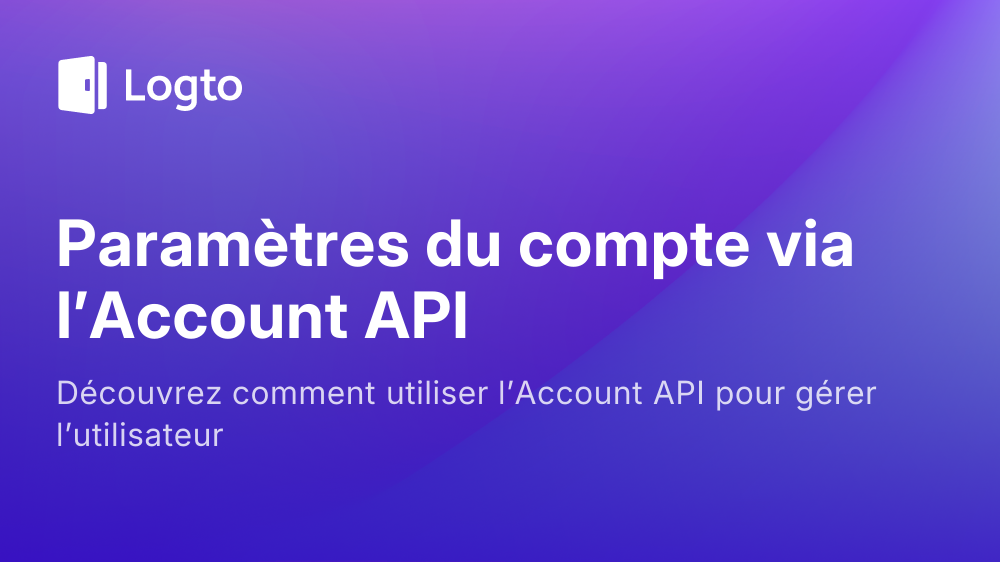 Logto
Paramètres du compte via
l’Account API
Découvrez comment utiliser l’Account API pour gérer
l’utilisateur